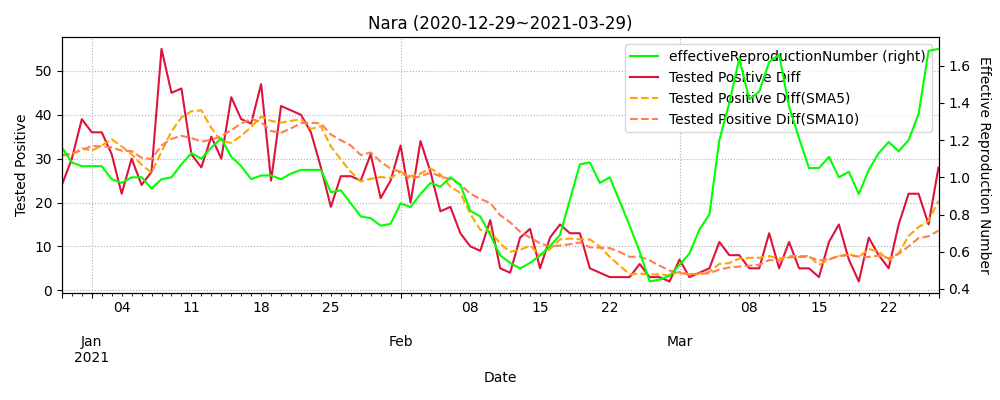 Nara (2020-12-29~2021-03-29)
effectiveReproductionNumber (right)
Tested Positive Diff
Tested Positive Diff(SMA5)
Tested Positive Diff(SMA10)
Tested Positive
50
40
30
20
10
0
Effective Reproduction Number
1.6
1.4
1.2
1.0
0.8
0.6
0.4
04 11 18 25 08 15 22 08 15 22
Jan Feb Mar
2021
Date